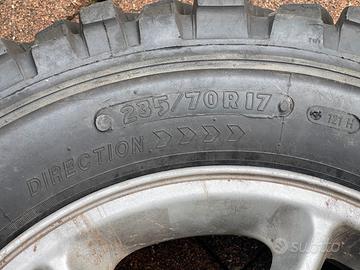 235/70R17
DIRECTION
subito